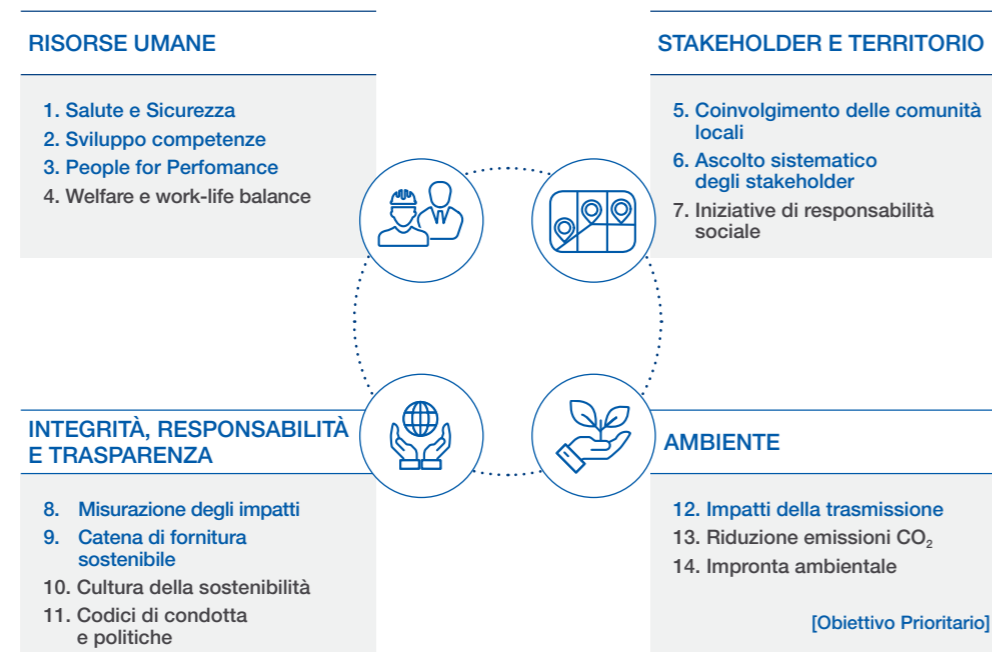 RISORSE UMANE
1. Salute e Sicurezza
2. Sviluppo competenze
3. People for Perfomance
4. Welfare e work-life balance
STAKEHOLDER E TERRITORIO
5. Coinvolgimento delle comunità
locali
6. Ascolto sistematico
degli stakeholder
7. Iniziative di responsabilità
sociale
INTEGRITÀ, RESPONSABILITÀ
E TRASPARENZA
8. Misurazione degli impatti
9. Catena di fornitura
sostenibile
10. Cultura della sostenibilità
11. Codici di condotta
e politiche
AMBIENTE
12. Impatti della trasmissione
13. Riduzione emissioni CO₂
14. Impronta ambientale
[Obiettivo Prioritario]